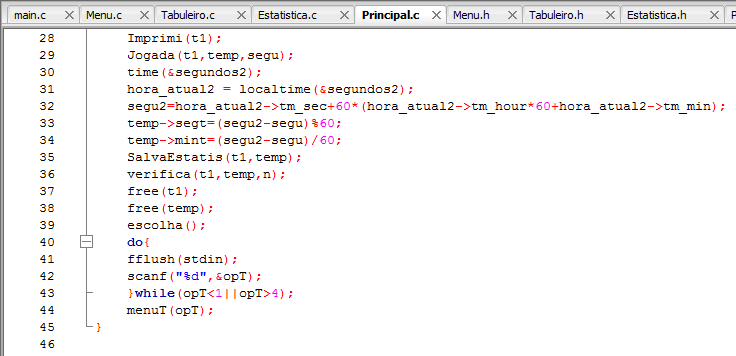 main.c Menu.c Tabuleiro.c Estatistica.c Principal.c Menu.h Tabuleiro.h Estatistica.h
28 Imprimi(t1);
29 Jogada(t1,temp,segu);
30 time(&segundos2);
31 hora_atual2 = localtime(&segundos2);
32 segu2=hora_atual2->tm_sec+60*(hora_atual2->tm_hour*60+hora_atual2->tm_min);
33 temp->segt=(segu2-segu)%60;
34 temp->mint=(segu2-segu)/60;
35 SalvaEstatis(t1,temp);
36 verifica(t1,temp,n);
37 free(t1);
38 free(temp);
39 escolha();
40 do{
41 fflush(stdin);
42 scanf("%d",&opT);
43 }while(opT<1||opT>4);
44 menuT(opT);
45 }
46